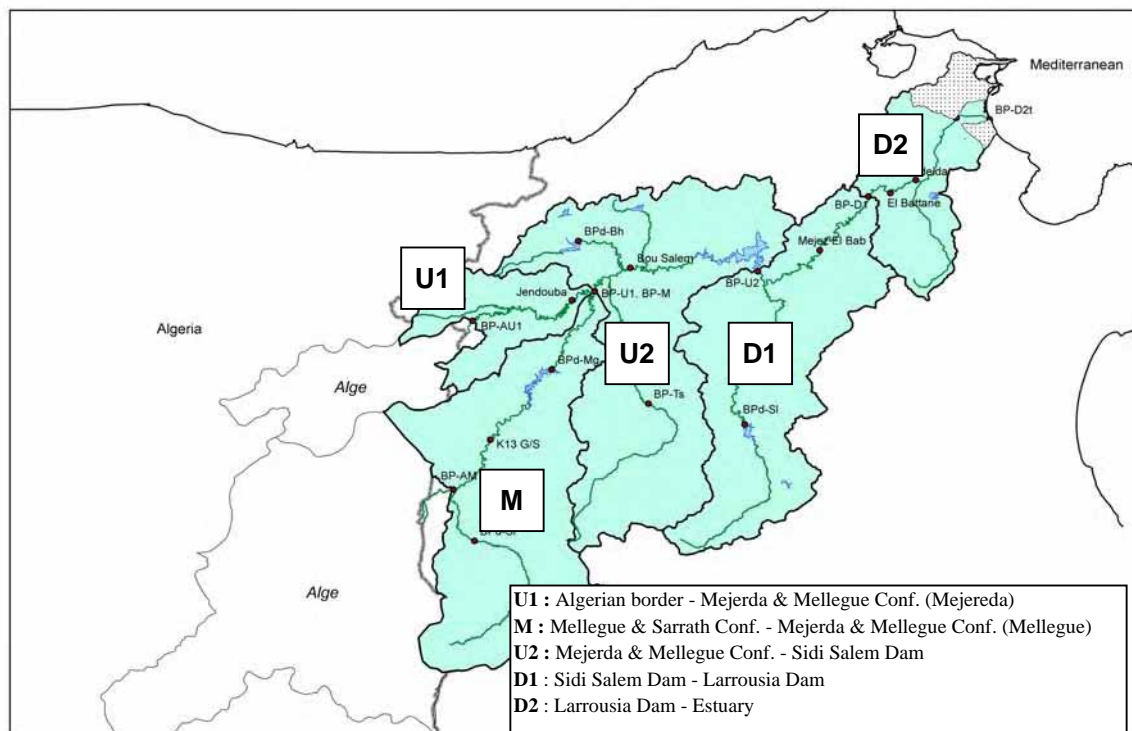 Mediterranean
BP-D2t
D2
BP-D1
El Battane
BPd-Bh
Mejez El Bab
Bou Salem
U1
BP-U2
Jendouba
BP-U1. BP-M
Algeria
BP-AU1
U2
D1
BPd-Mg
Alge
BP-Ts
BPd-Sl
K13 G/S
BP-AM
M
Alge
U1 : Algerian border - Mejerda & Mellegue Conf. (Mejereda)
M : Mellegue & Sarrath Conf. - Mejerda & Mellegue Conf. (Mellegue)
U2 : Mejerda & Mellegue Conf. - Sidi Salem Dam
D1 : Sidi Salem Dam - Larrousia Dam
D2 : Larrousia Dam - Estuary